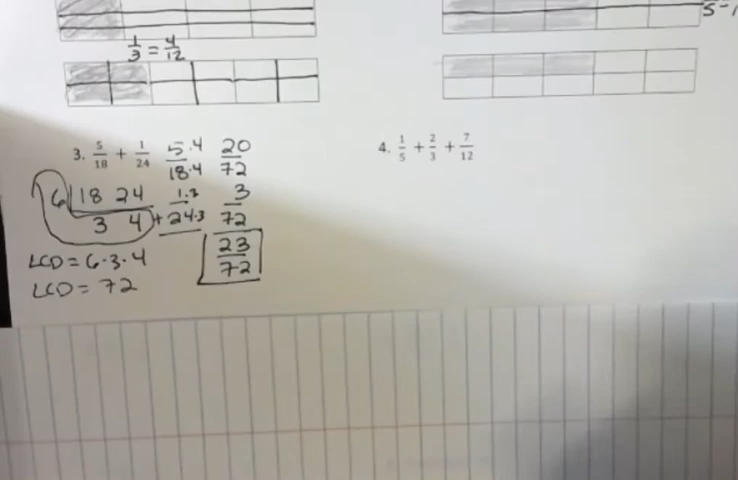 1/3 = 4/12
3. 5/18 + 1/24
5·4/18·4 20/72
6 18 24
3 4
+ 1·3/24·3 3/72
23/72
LCD = 6·3·4
LCD = 72
4. 1/5 + 2/3 + 7/12